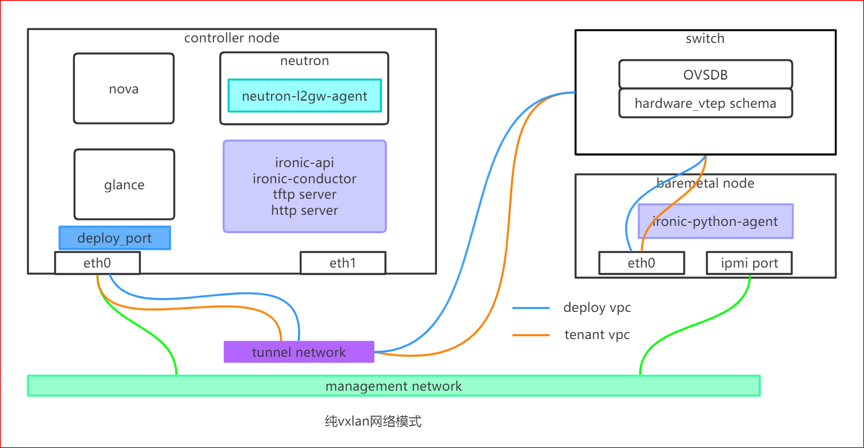 controller node
nova
neutron
neutron-l2gw-agent
glance
ironic-api
ironic-conductor
tftp server
http server
deploy_port
eth0
eth1
switch
OVSDB
hardware_vtep schema
baremetal node
ironic-python-agent
eth0
ipmi port
deploy vpc
tenant vpc
tunnel network
management network
纯vxlan网络模式